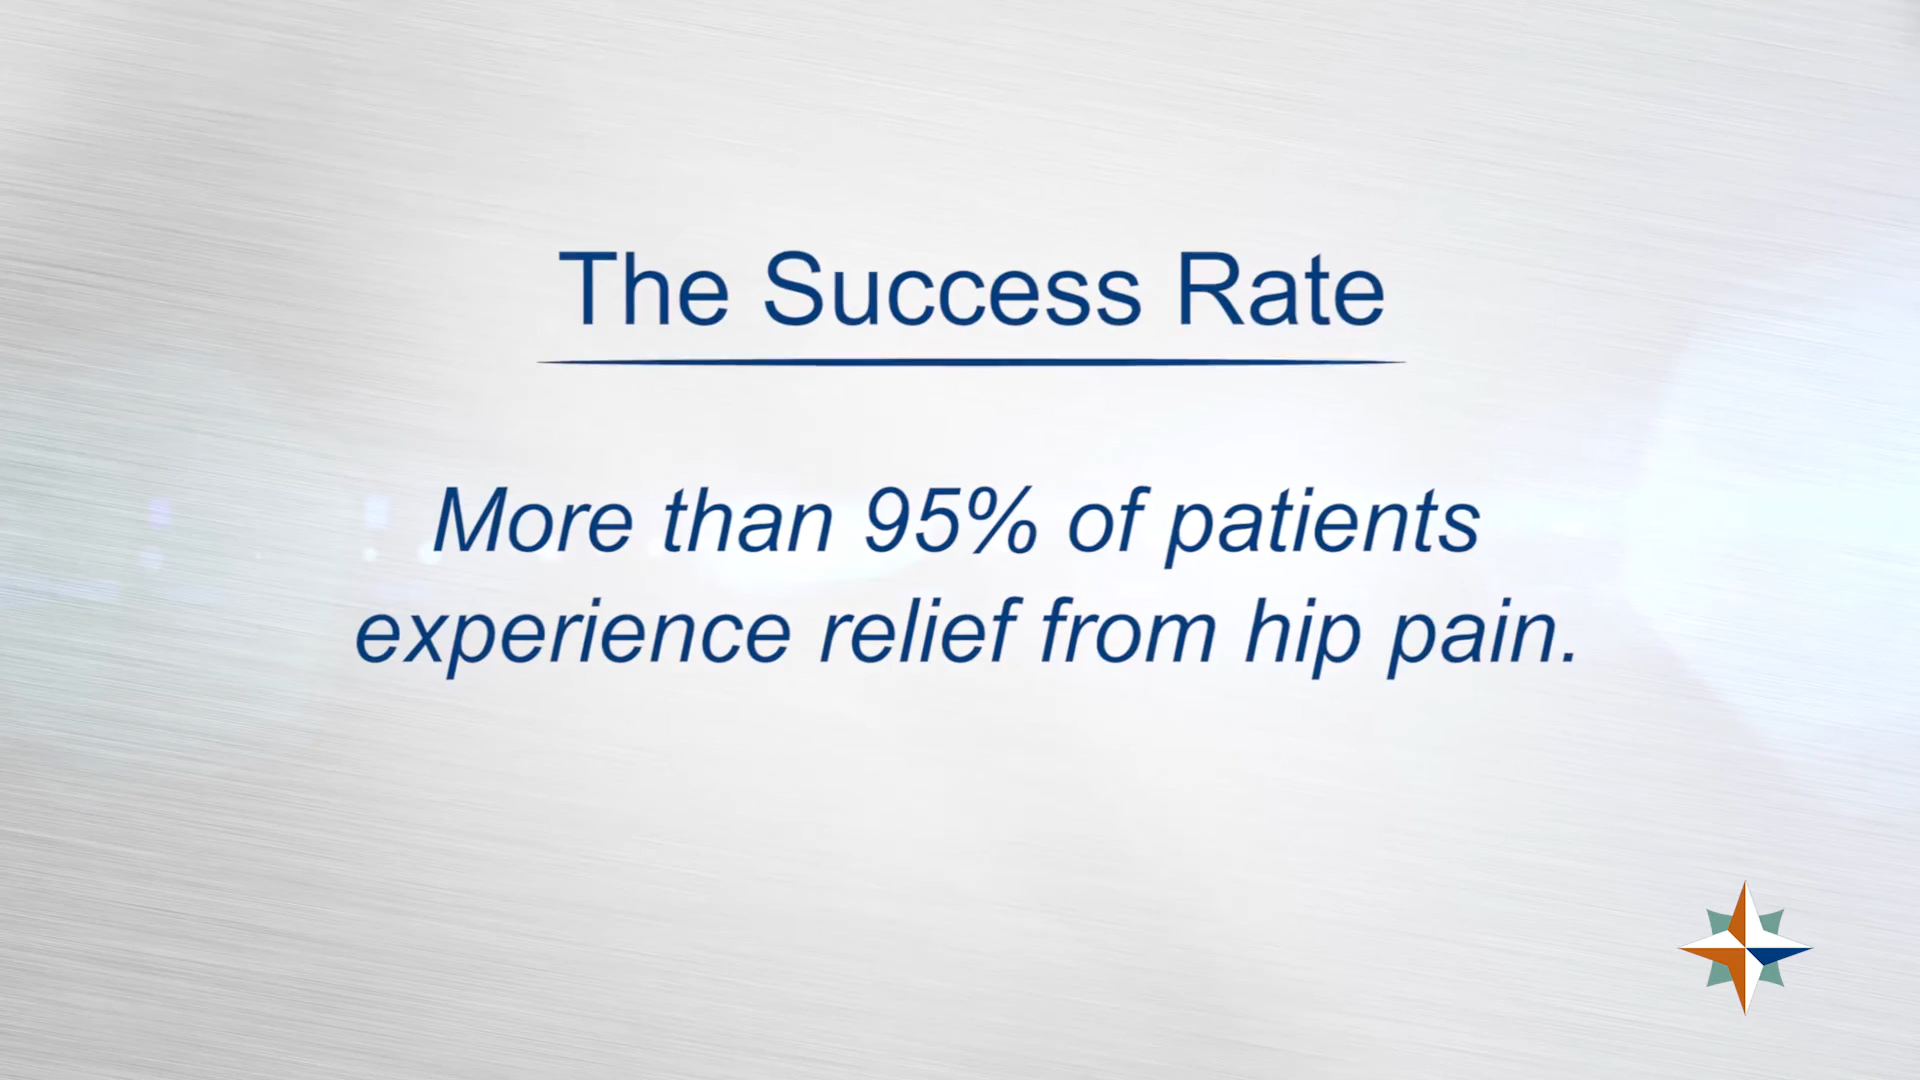 The Success Rate
More than 95% of patients
experience relief from hip pain.